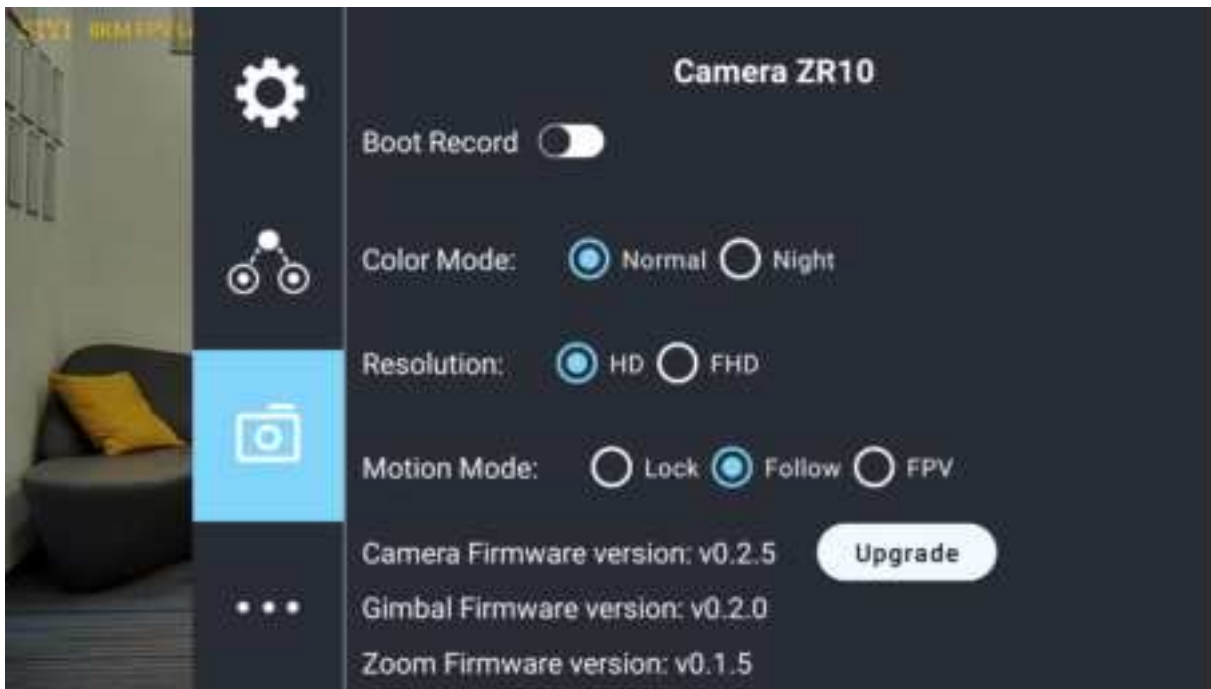 Camera ZR10
Boot Record
Color Mode: Normal Night
Resolution: HD FHD
Motion Mode: Lock Follow FPV
Camera Firmware version: v0.2.5 Upgrade
Gimbal Firmware version: v0.2.0
Zoom Firmware version: v0.1.5